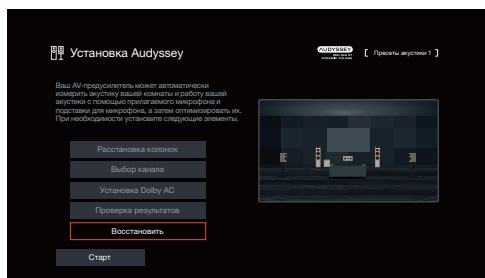 Установка Audyssey
AUDYSSEY
[ Пресеты акустики 1 ]
Ваш AV-предусилитель может автоматически
измерить акустику вашей комнаты и работу вашей
акустики с помощью прилагаемого микрофона и
подставки для микрофона, а затем оптимизировать их.
При необходимости установите следующие элементы.
Расстановка колонок
Выбор канала
Установка Dolby AC
Проверка результатов
Восстановить
Старт